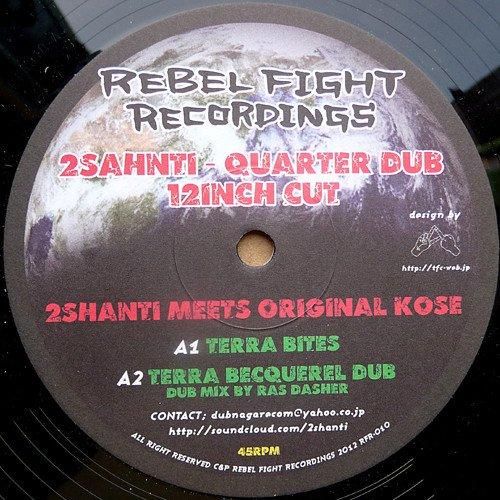 REBEL FIGHT
RECORDINGS
2SAHNTI - QUARTER DUB
12INCH CUT
design by
http://tfc-web.jp
2SHANTI MEETS ORIGINAL KOSE
A1 TERRA BITES
A2 TERRA BECQUEREL DUB
DUB MIX BY RAS DASHER
CONTACT; dubnagarocom@yahoo.co.jp
http://soundcloud.com/2shanti
45RPM
ALL RIGHT RESERVED C&P REBEL FIGHT RECORDINGS 2012 RFR-010